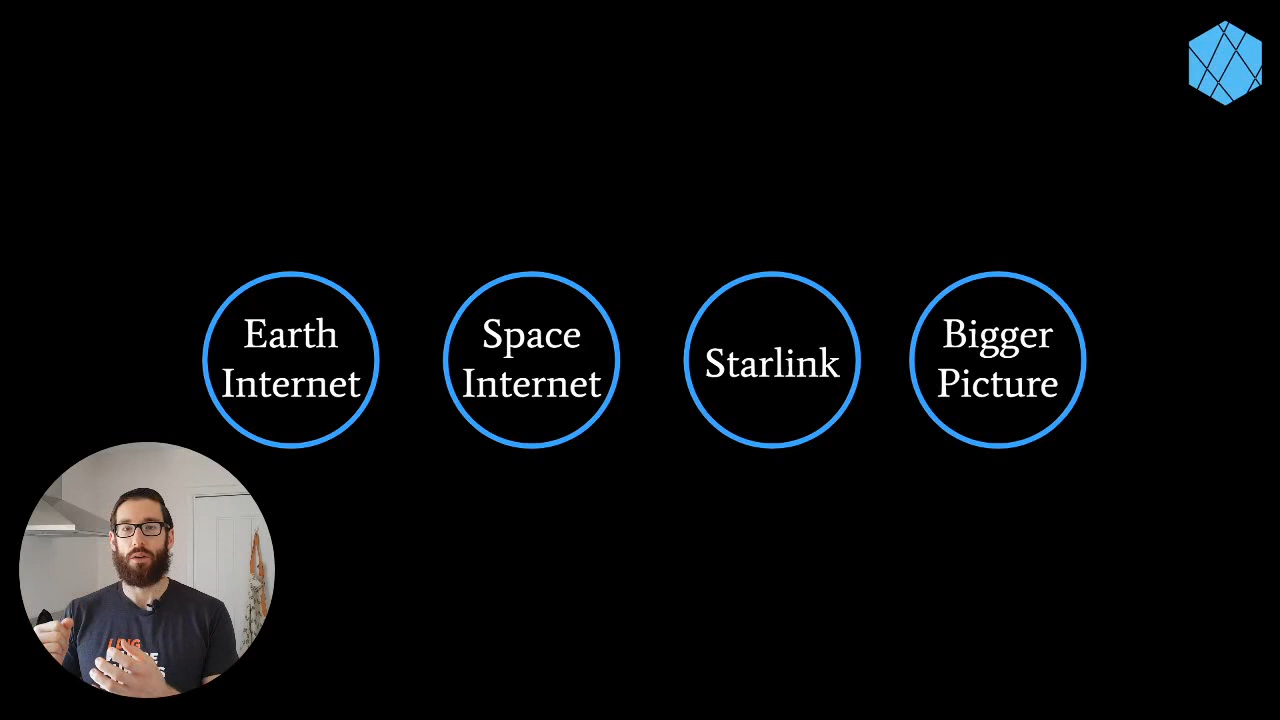 Earth
Internet
Space
Internet
Starlink
Bigger
Picture